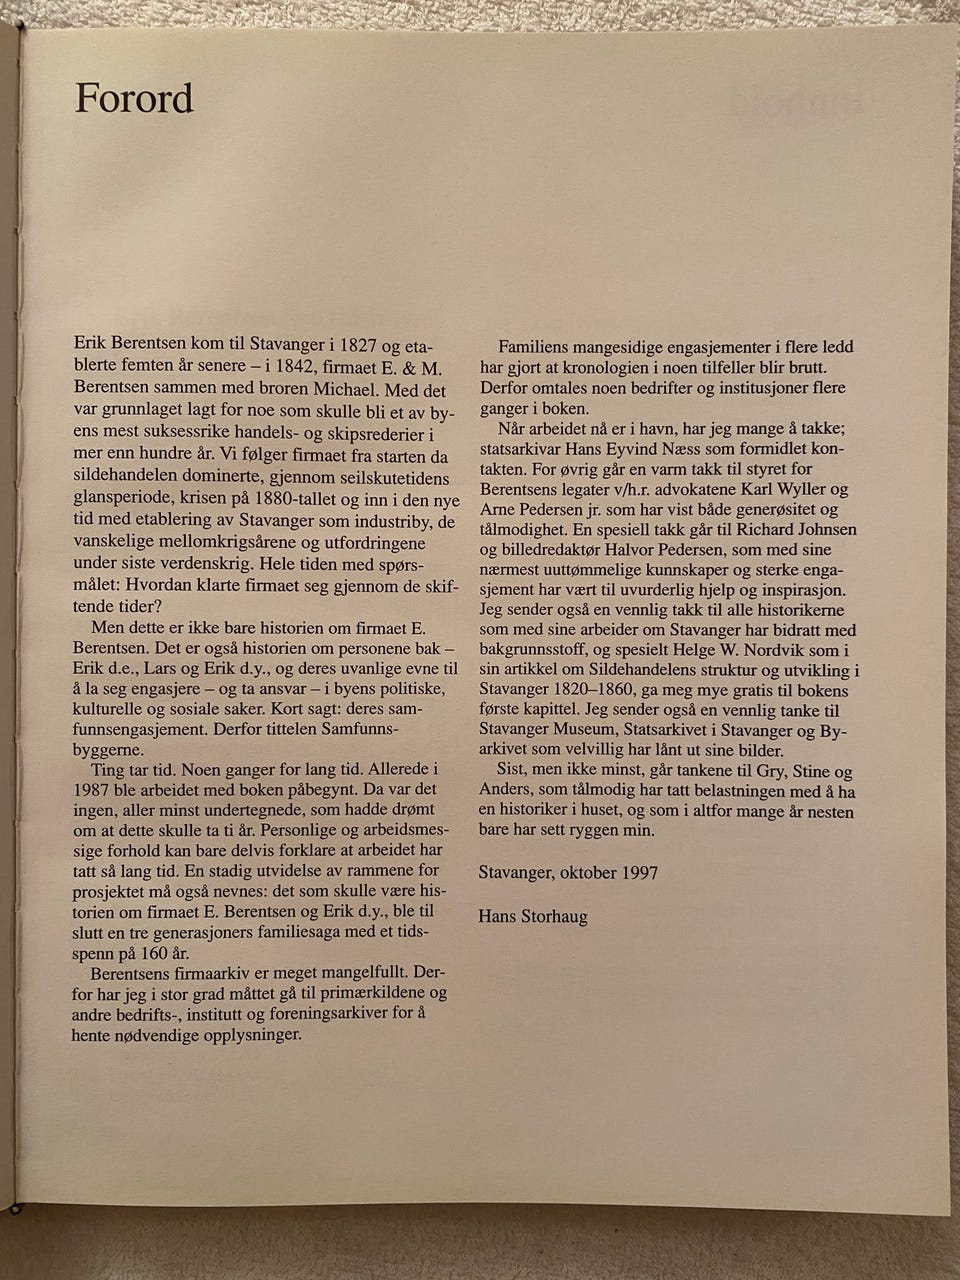 Forord
Erik Berentsen kom til Stavanger i 1827 og eta-
blerte femten år senere – i 1842, firmaet E. & M.
Berentsen sammen med broren Michael. Med det
var grunnlaget lagt for noe som skulle bli et av by-
ens mest suksessrike handels- og skipsrederier i
mer enn hundre år. Vi følger firmaet fra starten da
sildehandelen dominerte, gjennom seilskutetidens
glansperiode, krisen på 1880-tallet og inn i den nye
tid med etablering av Stavanger som industriby, de
vanskelige mellomkrigsårene og utfordringene
under siste verdenskrig. Hele tiden med spørs-
målet: Hvordan klarte firmaet seg gjennom de skif-
tende tider?
Men dette er ikke bare historien om firmaet E.
Berentsen. Det er også historien om personene bak –
Erik d.e., Lars og Erik d.y., og deres uvanlige evne til
å la seg engasjere – og ta ansvar – i byens politiske,
kulturelle og sosiale saker. Kort sagt: deres sam-
funnsengasjement. Derfor tittelen Samfunns-
byggerne.
Ting tar tid. Noen ganger for lang tid. Allerede i
1987 ble arbeidet med boken påbegynt. Da var det
ingen, aller minst undertegnede, som hadde drømt
om at dette skulle ta ti år. Personlige og arbeidsmes-
sige forhold kan bare delvis forklare at arbeidet har
tatt så lang tid. En stadig utvidelse av rammene for
prosjektet må også nevnes: det som skulle være his-
torien om firmaet E. Berentsen og Erik d.y., ble til
slutt en tre generasjoners familiesaga med et tids-
spenn på 160 år.
Berentsens firmaarkiv er meget mangelfullt. Der-
for har jeg i stor grad måttet gå til primærkildene og
andre bedrifts-, institutt og foreningsarkiver for å
hente nødvendige opplysninger.
Familiens mangesidige engasjementer i flere ledd
har gjort at kronologien i noen tilfeller blir brutt.
Derfor omtales noen bedrifter og institusjoner flere
ganger i boken.
Når arbeidet nå er i havn, har jeg mange å takke;
statsarkivar Hans Eyvind Næss som formidlet kon-
takten. For øvrig går en varm takk til styret for
Berentsens legater v/h.r. advokatene Karl Wyller og
Arne Pedersen jr. som har vist både generøsitet og
tålmodighet. En spesiell takk går til Richard Johnsen
og billedredaktør Halvor Pedersen, som med sine
nærmest uuttømmelige kunnskaper og sterke enga-
sjement har vært til uvurderlig hjelp og inspirasjon.
Jeg sender også en vennlig takk til alle historikerne
som med sine arbeider om Stavanger har bidratt med
bakgrunnsstoff, og spesielt Helge W. Nordvik som i
sin artikkel om Sildehandelens struktur og utvikling i
Stavanger 1820–1860, ga meg mye gratis til bokens
første kapittel. Jeg sender også en vennlig tanke til
Stavanger Museum, Statsarkivet i Stavanger og By-
arkivet som velvillig har lånt ut sine bilder.
Sist, men ikke minst, går tankene til Gry, Stine og
Anders, som tålmodig har tatt belastningen med å ha
en historiker i huset, og som i altfor mange år nesten
bare har sett ryggen min.
Stavanger, oktober 1997
Hans Storhaug